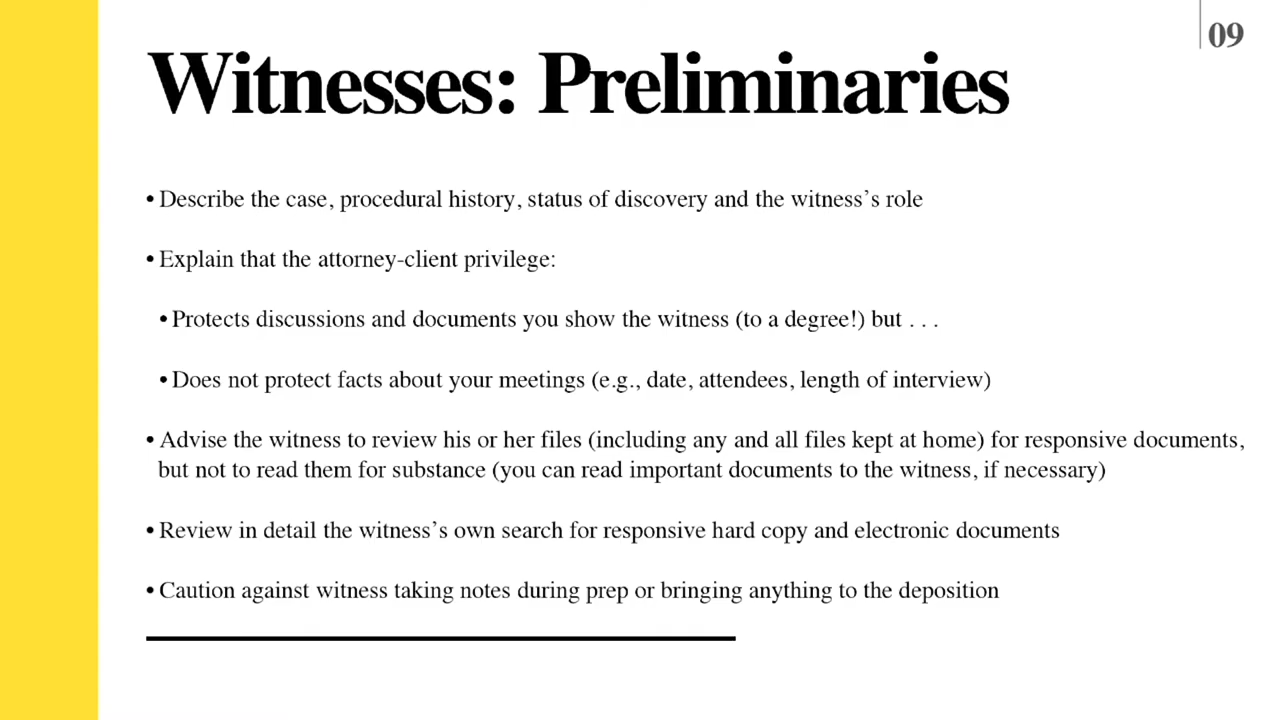 09
Witnesses: Preliminaries
• Describe the case, procedural history, status of discovery and the witness’s role
• Explain that the attorney-client privilege:
• Protects discussions and documents you show the witness (to a degree!) but . . .
• Does not protect facts about your meetings (e.g., date, attendees, length of interview)
• Advise the witness to review his or her files (including any and all files kept at home) for responsive documents,
but not to read them for substance (you can read important documents to the witness, if necessary)
• Review in detail the witness’s own search for responsive hard copy and electronic documents
• Caution against witness taking notes during prep or bringing anything to the deposition